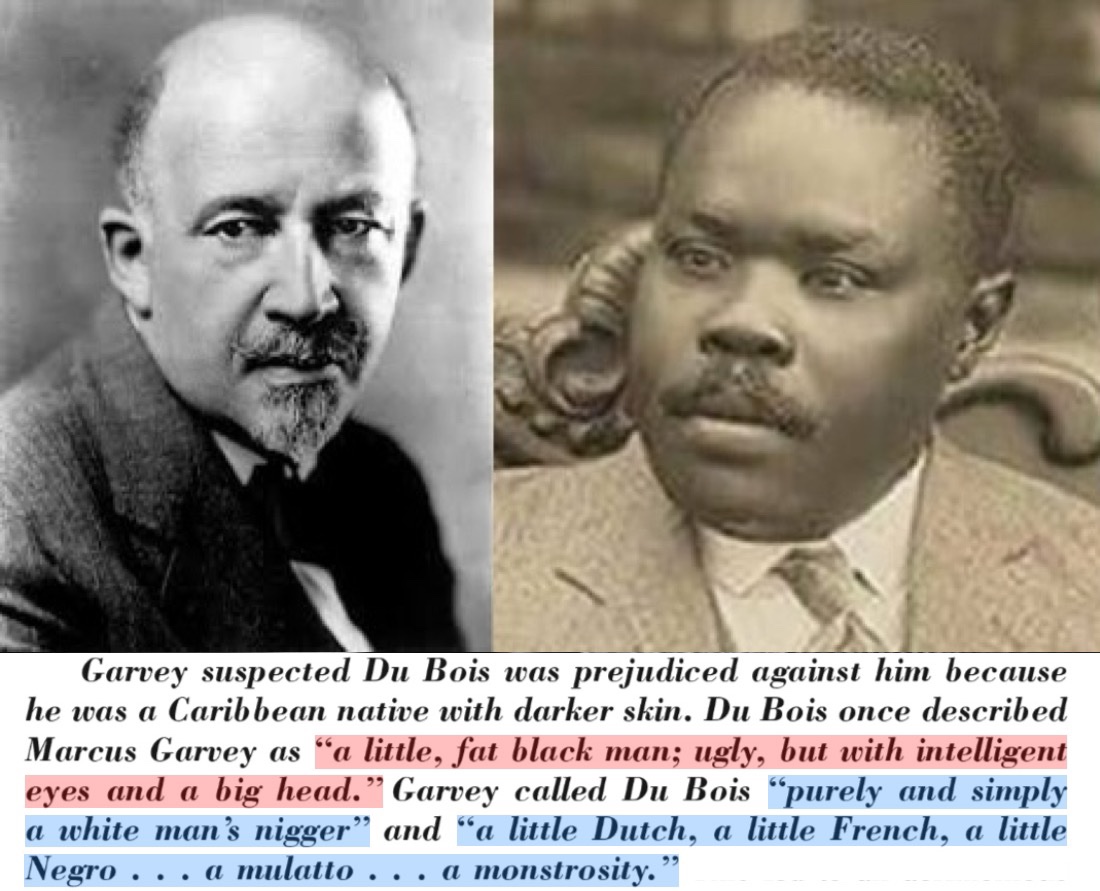 Garvey suspected Du Bois was prejudiced against him because
he was a Caribbean native with darker skin. Du Bois once described
Marcus Garvey as “a little, fat black man; ugly, but with intelligent
eyes and a big head.” Garvey called Du Bois “purely and simply
a white man’s nigger” and “a little Dutch, a little French, a little
Negro . . . a mulatto . . . a monstrosity.”